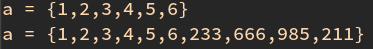 a = {1,2,3,4,5,6}
a = {1,2,3,4,5,6,233,666,985,211}